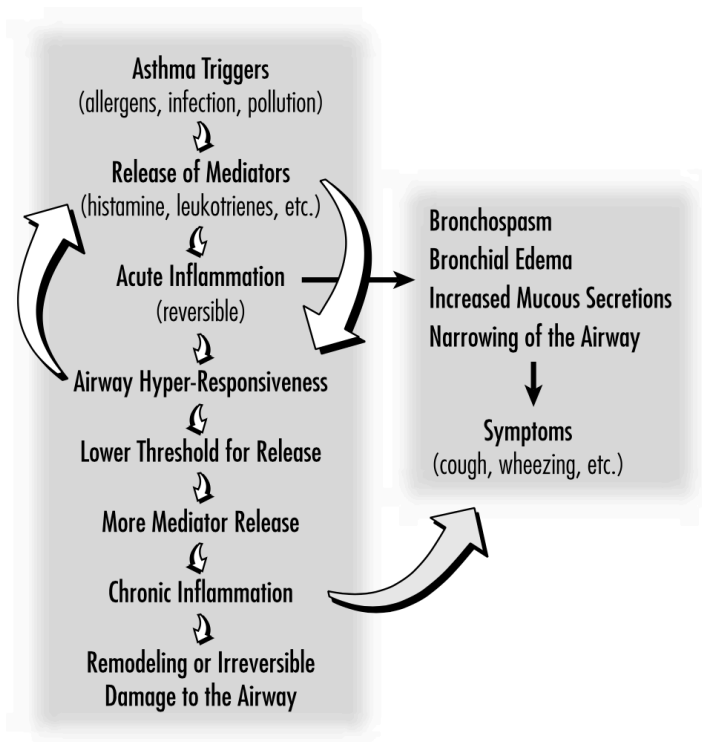 Asthma Triggers
(allergens, infection, pollution)
Release of Mediators
(histamine, leukotrienes, etc.)
Acute Inflammation
(reversible)
Airway Hyper-Responsiveness
Lower Threshold for Release
More Mediator Release
Chronic Inflammation
Remodeling or Irreversible
Damage to the Airway
Bronchospasm
Bronchial Edema
Increased Mucous Secretions
Narrowing of the Airway
Symptoms
(cough, wheezing, etc.)